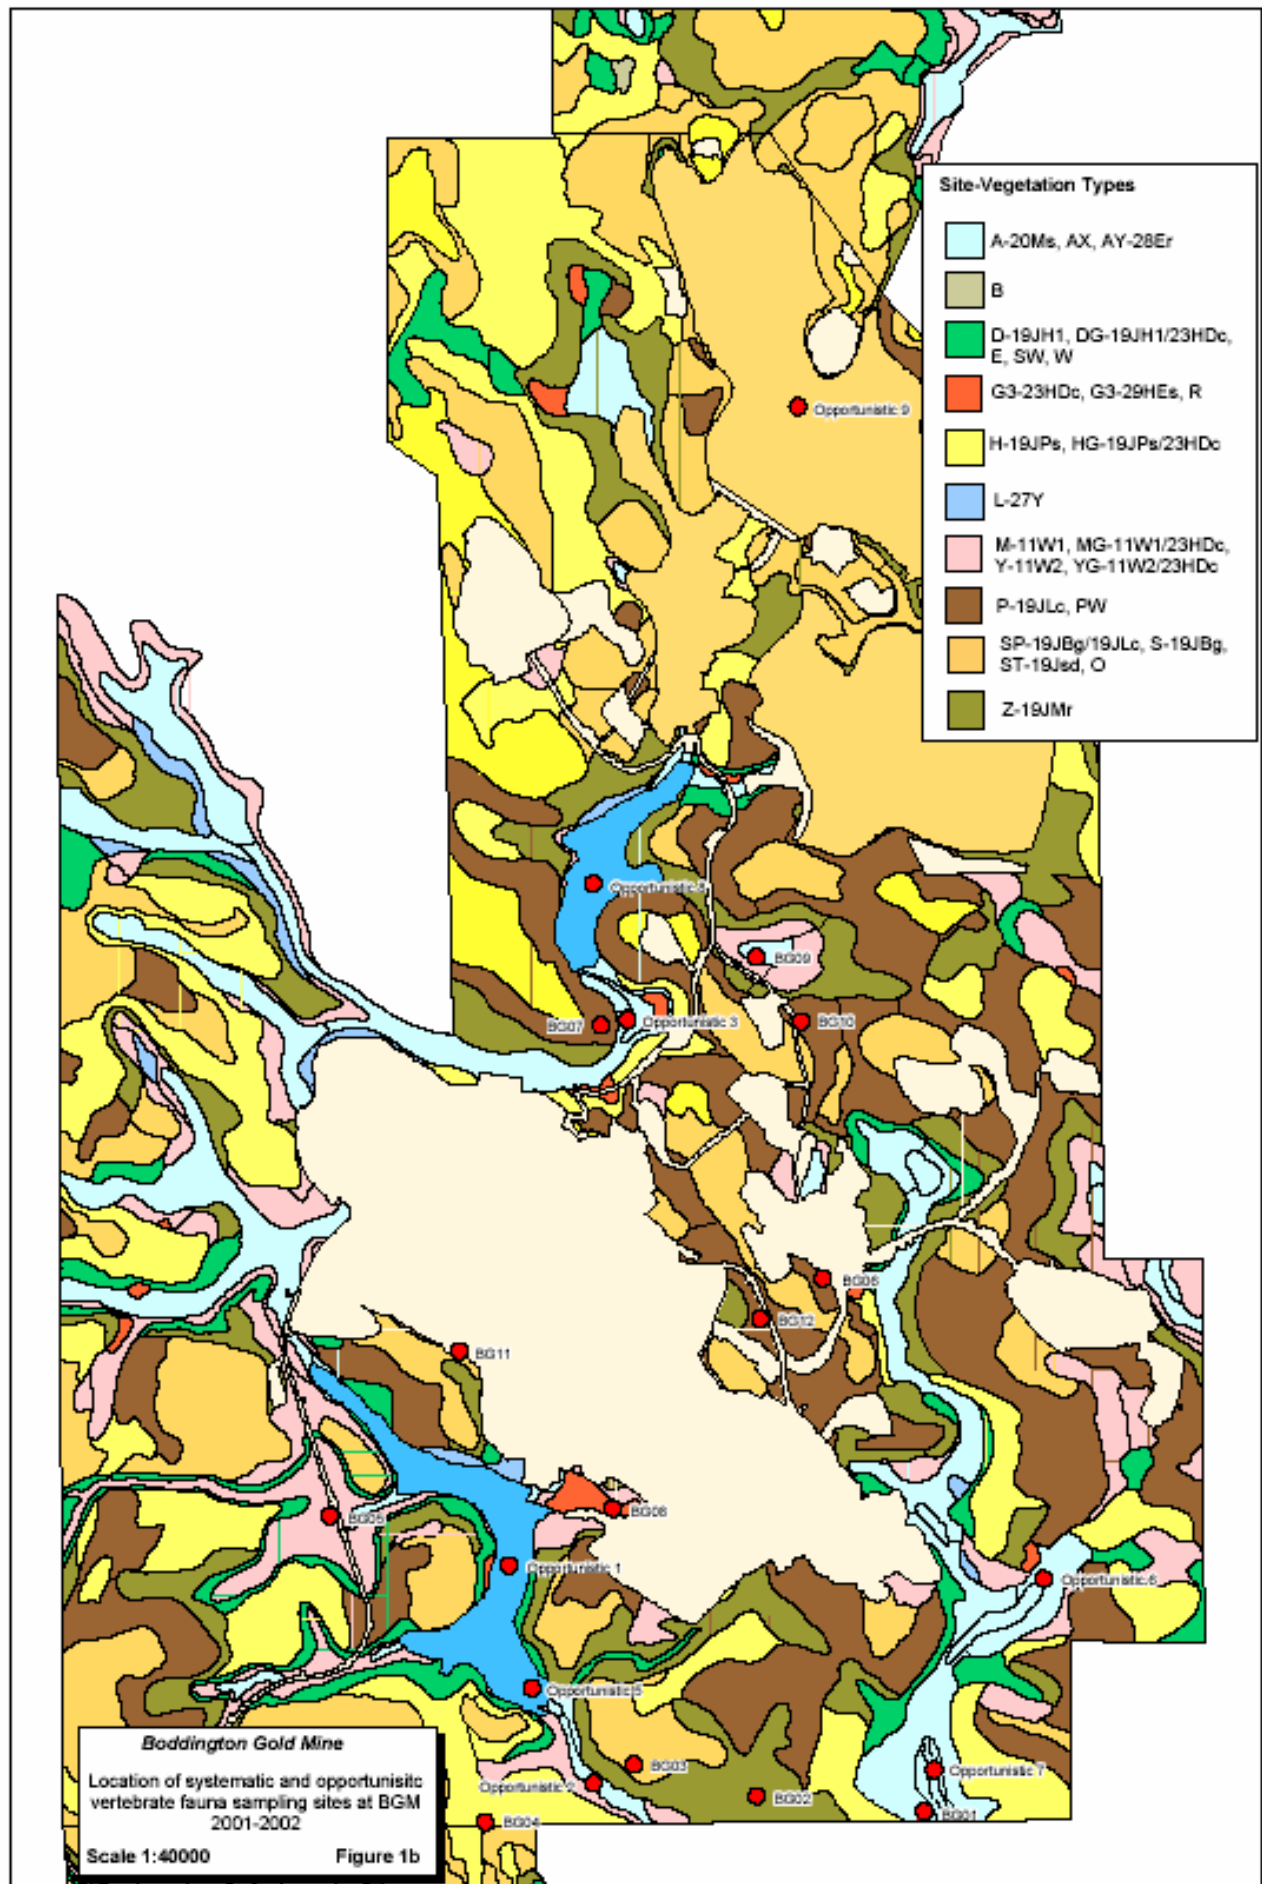 Site-Vegetation Types
A-20Ms, AX, AY-28Er
B
D-19JH1, DG-19JH1/23HDc,
E, SW, W
G3-23HDc, G3-29HEs, R
H-19JPs, HG-19JPs/23HDc
L-27Y
M-11W1, MG-11W1/23HDc,
Y-11W2, YG-11W2/23HDc
P-19JLc, PW
SP-19JBg/19JLc, S-19JBg,
ST-19Jsd, O
Z-19JMr
Opportunistic 9
Opportunistic 8
BG09
BG07
Opportunistic 3
BG10
BG06
BG12
BG11
BG08
BG05
Opportunistic 1
Opportunistic 6
Opportunistic 5
BG03
Opportunistic 7
Opportunistic 2
BG02
BG01
BG04
Boddington Gold Mine
Location of systematic and opportunisitc
vertebrate fauna sampling sites at BGM
2001-2002
Scale 1:40000 Figure 1b